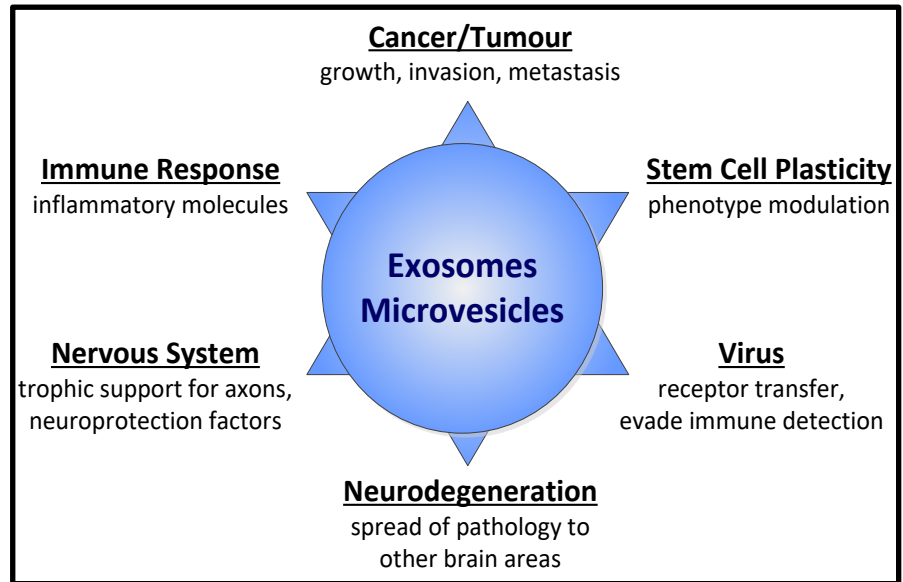 Cancer/Tumour
growth, invasion, metastasis
Immune Response
inflammatory molecules
Stem Cell Plasticity
phenotype modulation
Exosomes
Microvesicles
Nervous System
trophic support for axons,
neuroprotection factors
Virus
receptor transfer,
evade immune detection
Neurodegeneration
spread of pathology to
other brain areas